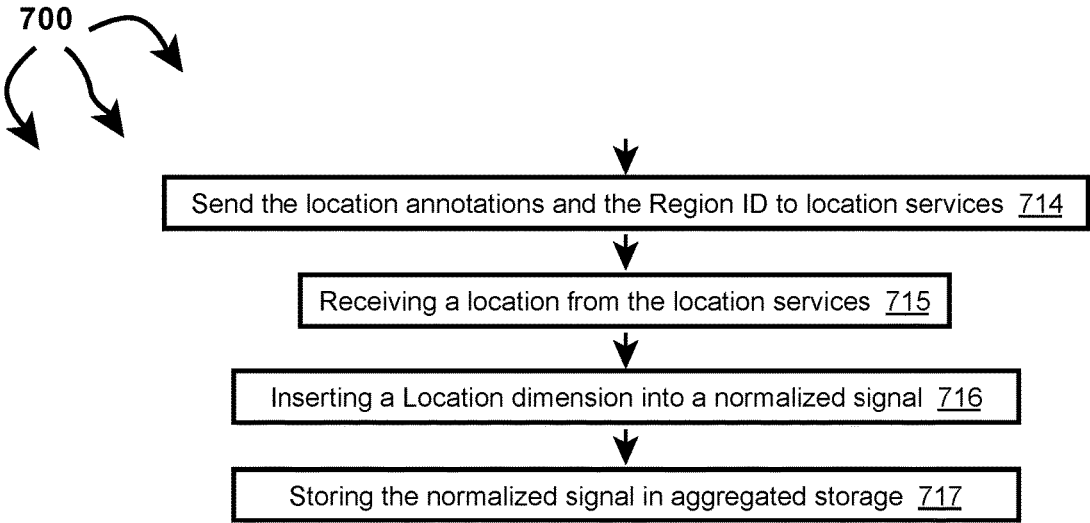 700
Send the location annotations and the Region ID to location services 714
Receiving a location from the location services 715
Inserting a Location dimension into a normalized signal 716
Storing the normalized signal in aggregated storage 717